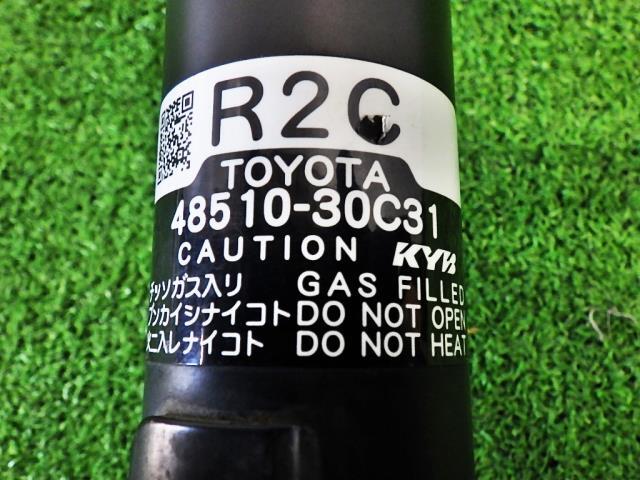 R2C
TOYOTA
48510-30C31
CAUTION KYB
チッソガス入り GAS FILLED
ブンカイシナイコト DO NOT OPEN
火ニ入レナイコト DO NOT HEAT